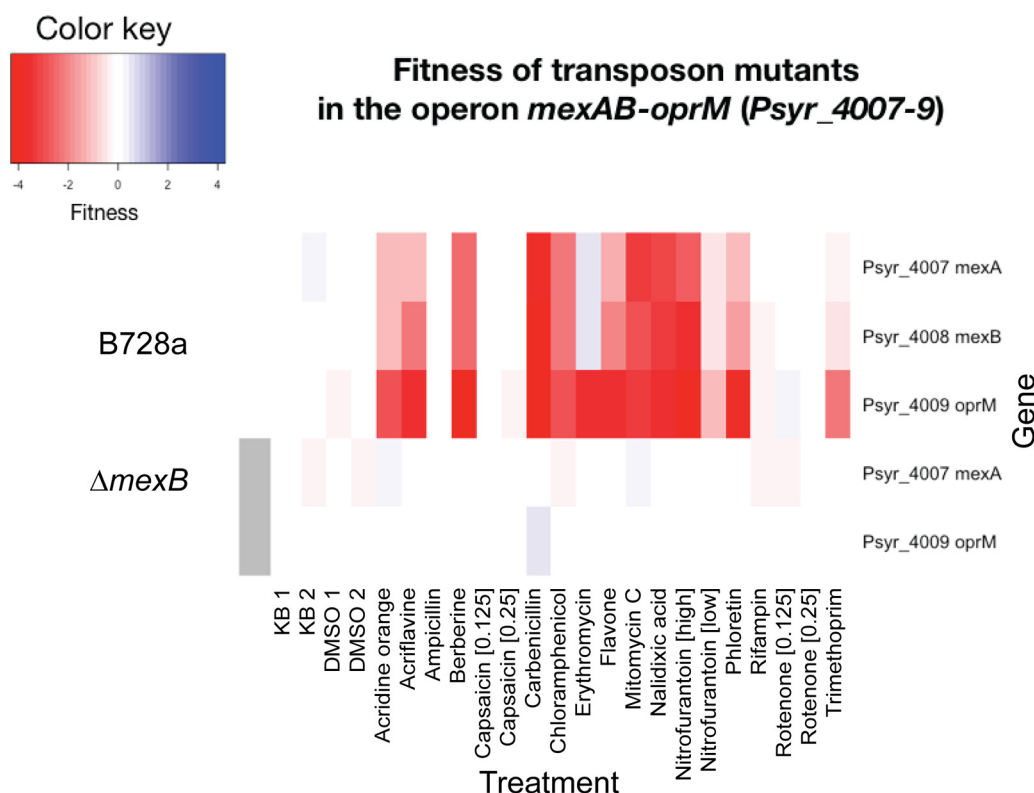 Color key
-4 -2 0 2 4
Fitness
Fitness of transposon mutants
in the operon mexAB-oprM (Psyr_4007-9)
B728a
ΔmexB
Psyr_4007 mexA
Psyr_4008 mexB
Psyr_4009 oprM
Psyr_4007 mexA
Psyr_4009 oprM
Gene
KB 1
KB 2
DMSO 1
DMSO 2
Acridine orange
Acriflavine
Ampicillin
Berberine
Capsaicin [0.125]
Capsaicin [0.25]
Carbenicillin
Chloramphenicol
Erythromycin
Flavone
Mitomycin C
Nalidixic acid
Nitrofurantoin [high]
Nitrofurantoin [low]
Phloretin
Rifampin
Rotenone [0.125]
Rotenone [0.25]
Trimethoprim
Treatment